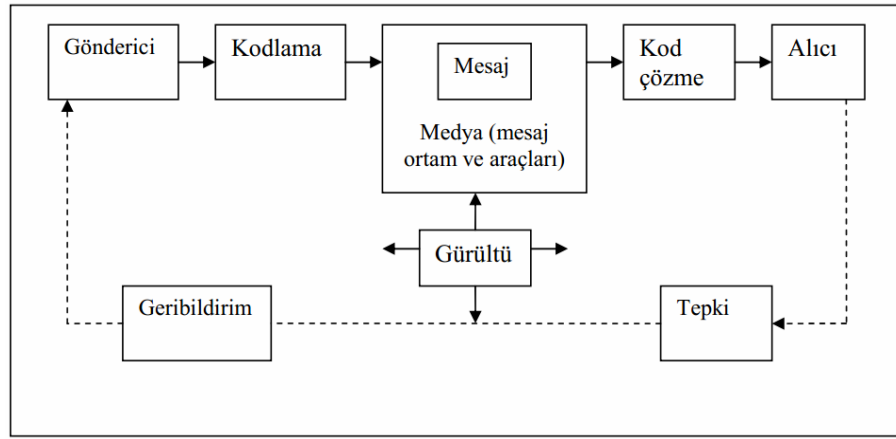 Gönderici
Kodlama
Mesaj
Medya (mesaj
ortam ve araçları)
Kod
çözme
Alıcı
Gürültü
Geribildirim
Tepki